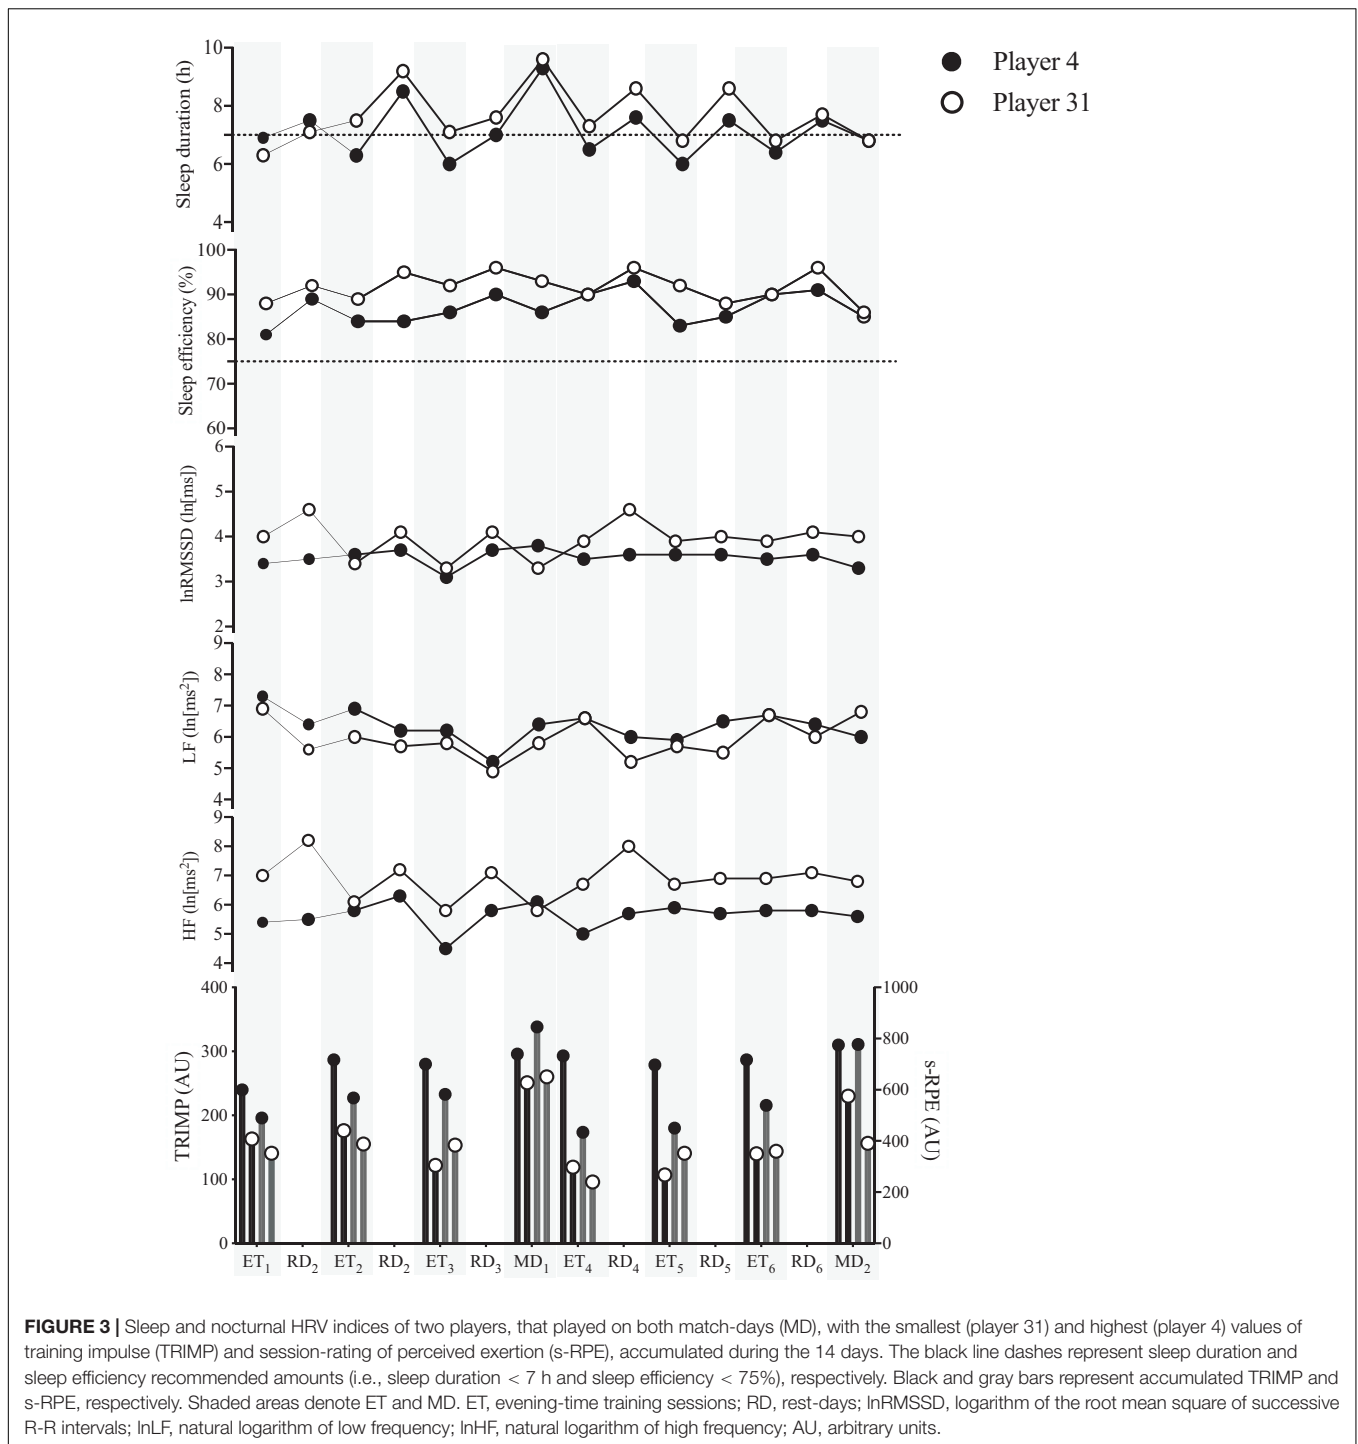 Player 4
Player 31
Sleep duration (h)
10
8
6
4
Sleep efficiency (%)
100
90
80
70
60
lnRMSSD (ln[ms])
6
5
4
3
2
LF (ln[ms²])
9
8
7
6
5
4
HF (ln[ms²])
9
8
7
6
5
4
TRIMP (AU)
400
300
200
100
0
s-RPE (AU)
1000
800
600
400
200
0
ET₁ RD₂ ET₂ RD₂ ET₃ RD₃ MD₁ ET₄ RD₄ ET₅ RD₅ ET₆ RD₆ MD₂
FIGURE 3 | Sleep and nocturnal HRV indices of two players, that played on both match-days (MD), with the smallest (player 31) and highest (player 4) values of
training impulse (TRIMP) and session-rating of perceived exertion (s-RPE), accumulated during the 14 days. The black line dashes represent sleep duration and
sleep efficiency recommended amounts (i.e., sleep duration < 7 h and sleep efficiency < 75%), respectively. Black and gray bars represent accumulated TRIMP and
s-RPE, respectively. Shaded areas denote ET and MD. ET, evening-time training sessions; RD, rest-days; lnRMSSD, logarithm of the root mean square of successive
R-R intervals; lnLF, natural logarithm of low frequency; lnHF, natural logarithm of high frequency; AU, arbitrary units.